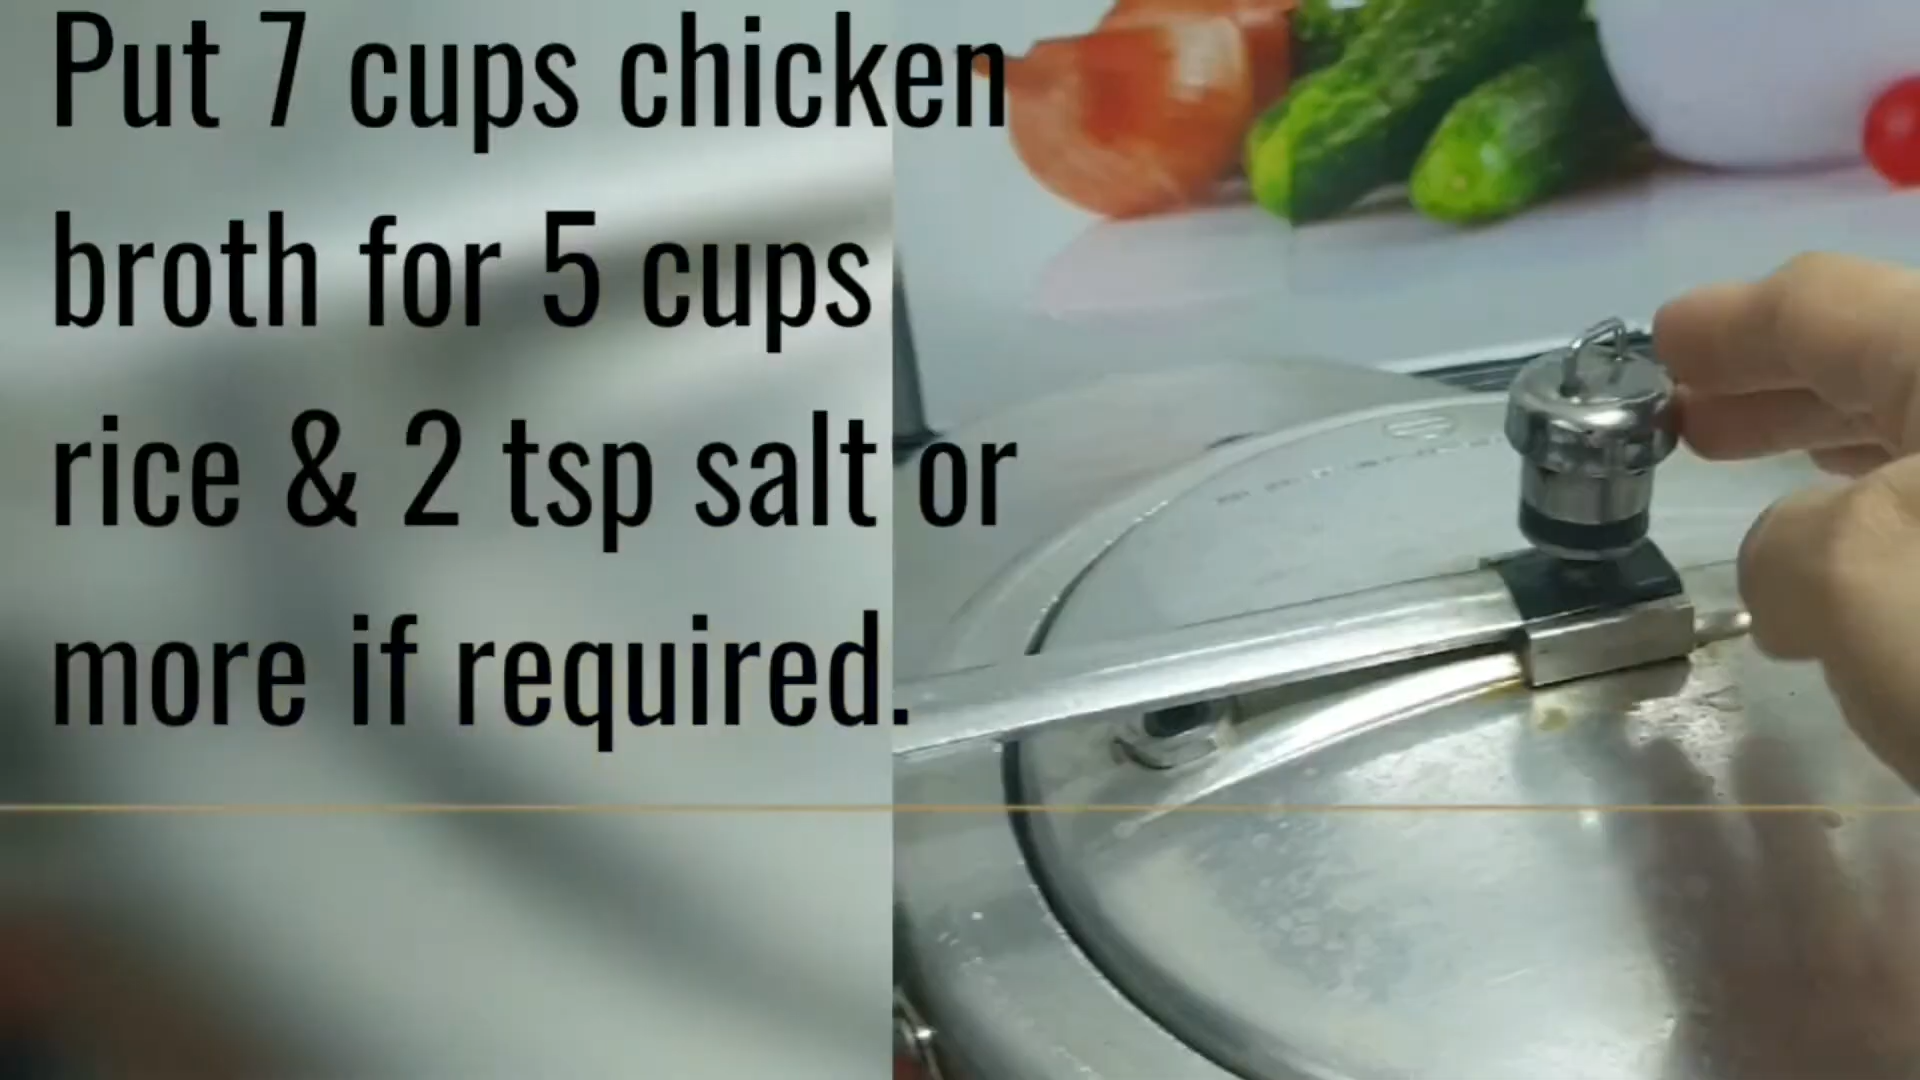 Put 7 cups chicken
broth for 5 cups
rice & 2 tsp salt or
more if required.